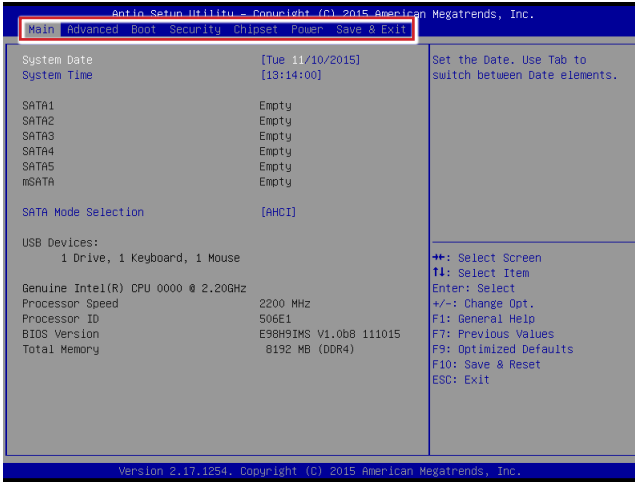 Aptio Setup Utility – Copyright (C) 2015 American Megatrends, Inc.
Main Advanced Boot Security Chipset Power Save & Exit
System Date [Tue 11/10/2015]
System Time [13:14:00]
SATA1 Empty
SATA2 Empty
SATA3 Empty
SATA4 Empty
SATA5 Empty
mSATA Empty
SATA Mode Selection [AHCI]
USB Devices:
1 Drive, 1 Keyboard, 1 Mouse
Genuine Intel(R) CPU 0000 @ 2.20GHz
Processor Speed 2200 MHz
Processor ID 506E1
BIOS Version E98H9IMS V1.0b8 111015
Total Memory 8192 MB (DDR4)
Set the Date. Use Tab to
switch between Date elements.
→←: Select Screen
↑↓: Select Item
Enter: Select
+/-: Change Opt.
F1: General Help
F7: Previous Values
F9: Optimized Defaults
F10: Save & Reset
ESC: Exit
Version 2.17.1254. Copyright (C) 2015 American Megatrends, Inc.